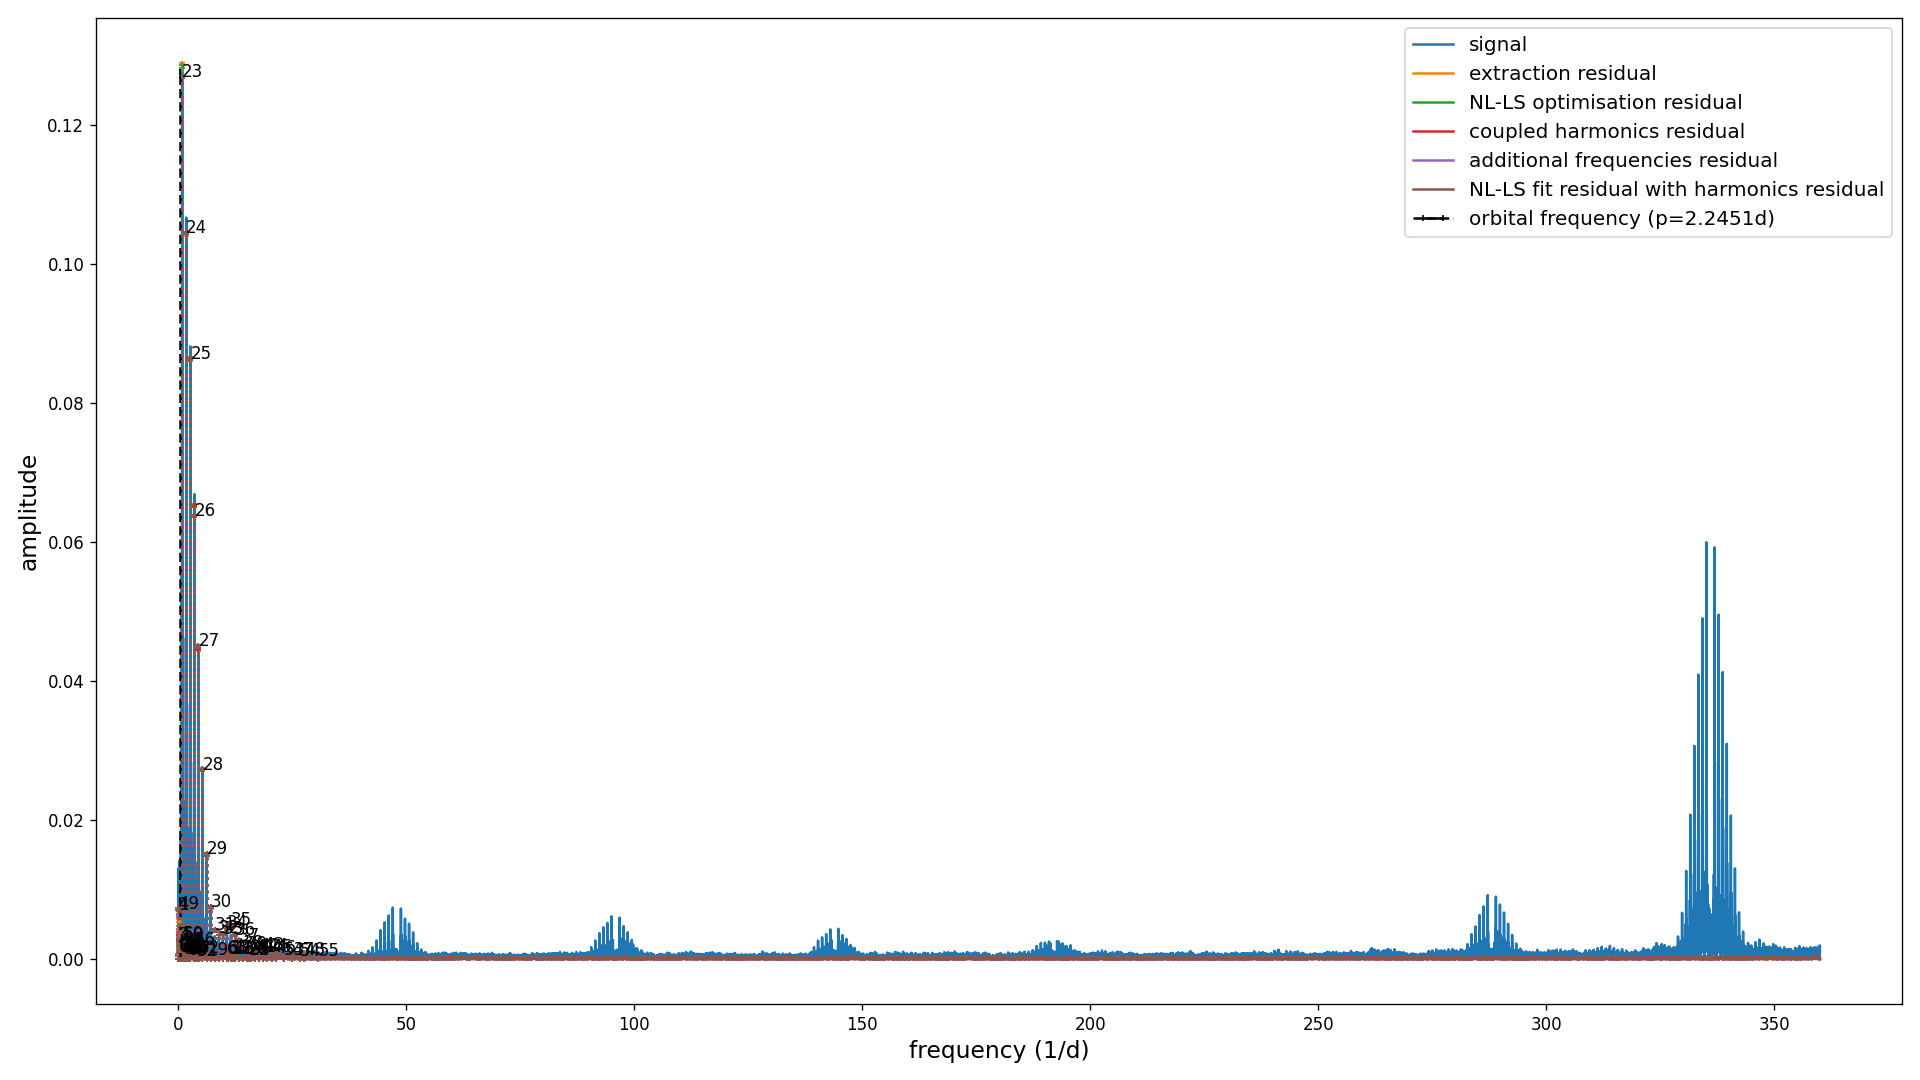 signal
extraction residual
NL-LS optimisation residual
coupled harmonics residual
additional frequencies residual
NL-LS fit residual with harmonics residual
orbital frequency (p=2.2451d)
23
24
25
26
27
28
29
30
35
amplitude
0.12
0.10
0.08
0.06
0.04
0.02
0.00
0
50
100
150
200
250
300
350
frequency (1/d)